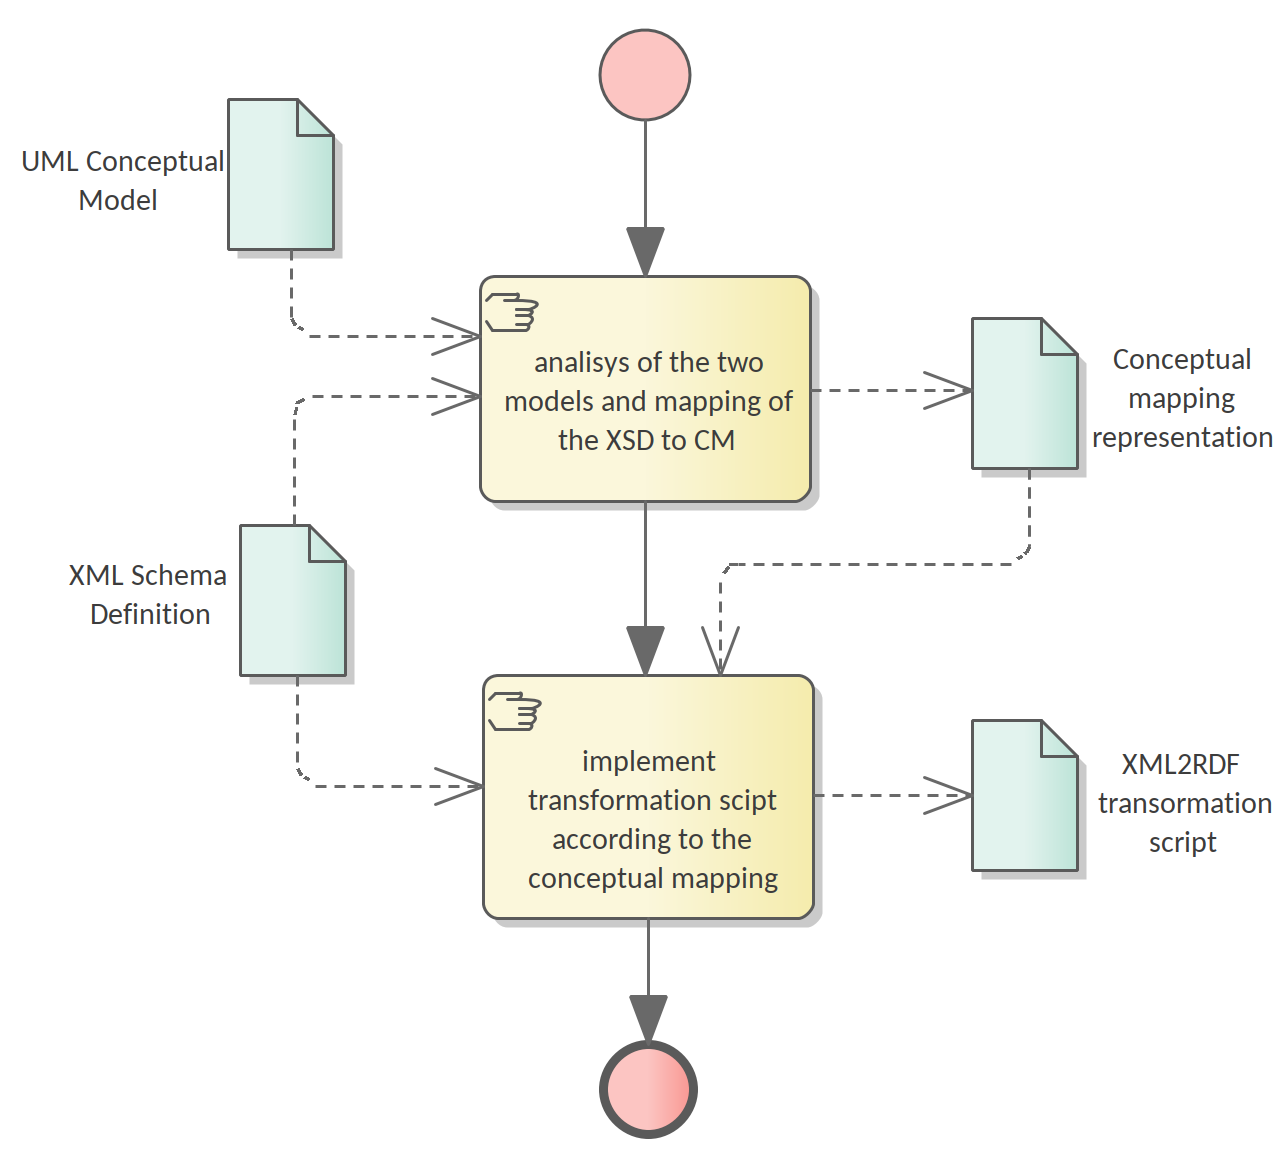 UML Conceptual
Model
analisys of the two
models and mapping of
the XSD to CM
Conceptual
mapping
representation
XML Schema
Definition
implement
transformation scipt
according to the
conceptual mapping
XML2RDF
transormation
script